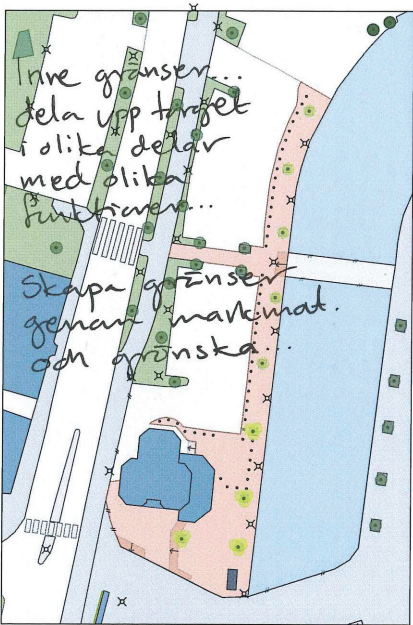 Inre gränser...
dela upp torget
i olika delar
med olika
funktioner...
Skapa gränser
genom markmat.
och grönska...